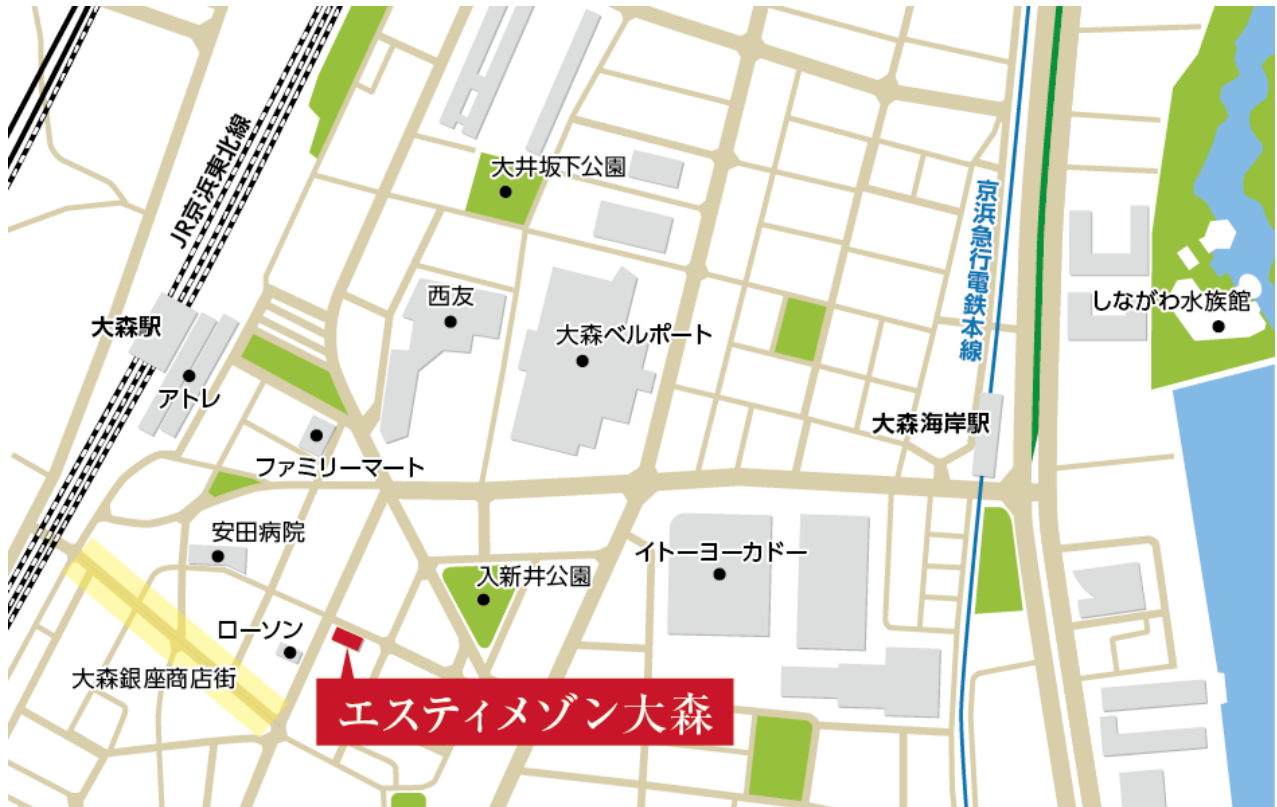 JR京浜東北線
大井坂下公園
京浜急行電鉄本線
西友
しながわ水族館
大森駅
大森ベルポート
アトレ
大森海岸駅
ファミリーマート
安田病院
イトーヨーカドー
入新井公園
ローソン
大森銀座商店街
エスティメゾン大森